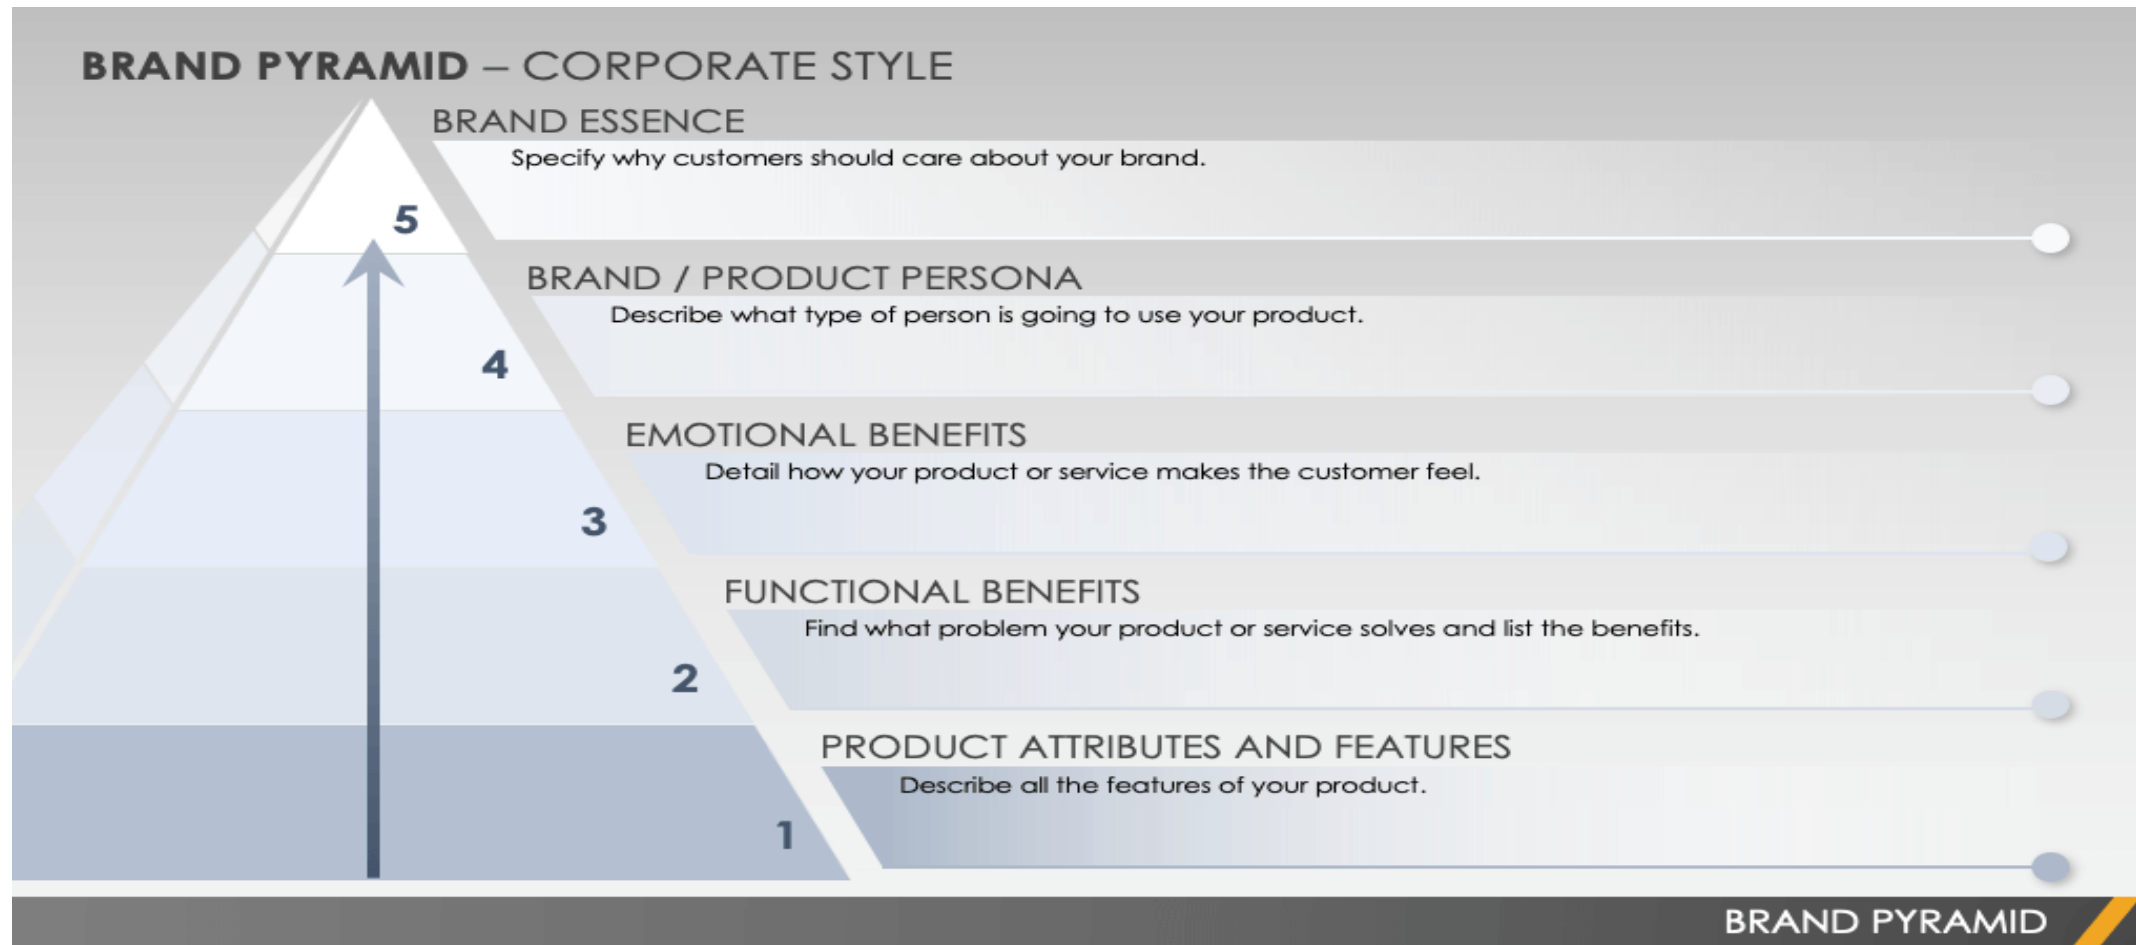 BRAND PYRAMID – CORPORATE STYLE
BRAND ESSENCE
Specify why customers should care about your brand.
5
BRAND / PRODUCT PERSONA
Describe what type of person is going to use your product.
4
EMOTIONAL BENEFITS
Detail how your product or service makes the customer feel.
3
FUNCTIONAL BENEFITS
Find what problem your product or service solves and list the benefits.
2
PRODUCT ATTRIBUTES AND FEATURES
Describe all the features of your product.
1
BRAND PYRAMID